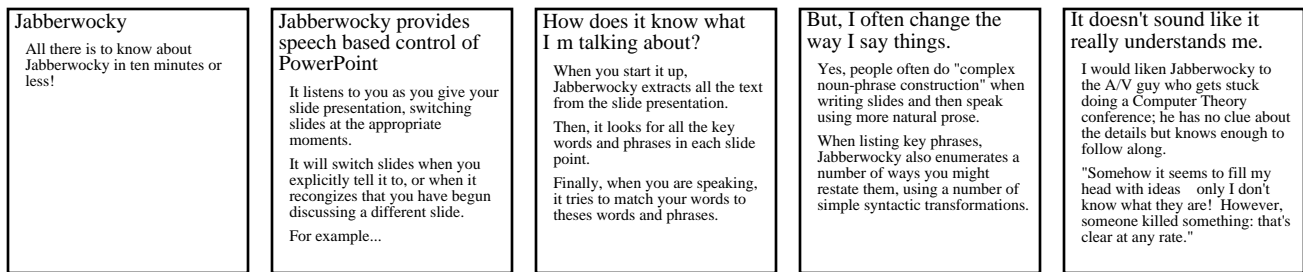 Jabberwocky
All there is to know about
Jabberwocky in ten minutes or
less!
Jabberwocky provides
speech based control of
PowerPoint
It listens to you as you give your
slide presentation, switching
slides at the appropriate
moments.
It will switch slides when you
explicitly tell it to, or when it
recongizes that you have begun
discussing a different slide.
For example...
How does it know what
I m talking about?
When you start it up,
Jabberwocky extracts all the text
from the slide presentation.
Then, it looks for all the key
words and phrases in each slide
point.
Finally, when you are speaking,
it tries to match your words to
theses words and phrases.
But, I often change the
way I say things.
Yes, people often do "complex
noun-phrase construction" when
writing slides and then speak
using more natural prose.
When listing key phrases,
Jabberwocky also enumerates a
number of ways you might
restate them, using a number of
simple syntactic transformations.
It doesn't sound like it
really understands me.
I would liken Jabberwocky to
the A/V guy who gets stuck
doing a Computer Theory
conference; he has no clue about
the details but knows enough to
follow along.
"Somehow it seems to fill my
head with ideas    only I don't
know what they are!  However,
someone killed something: that's
clear at any rate."